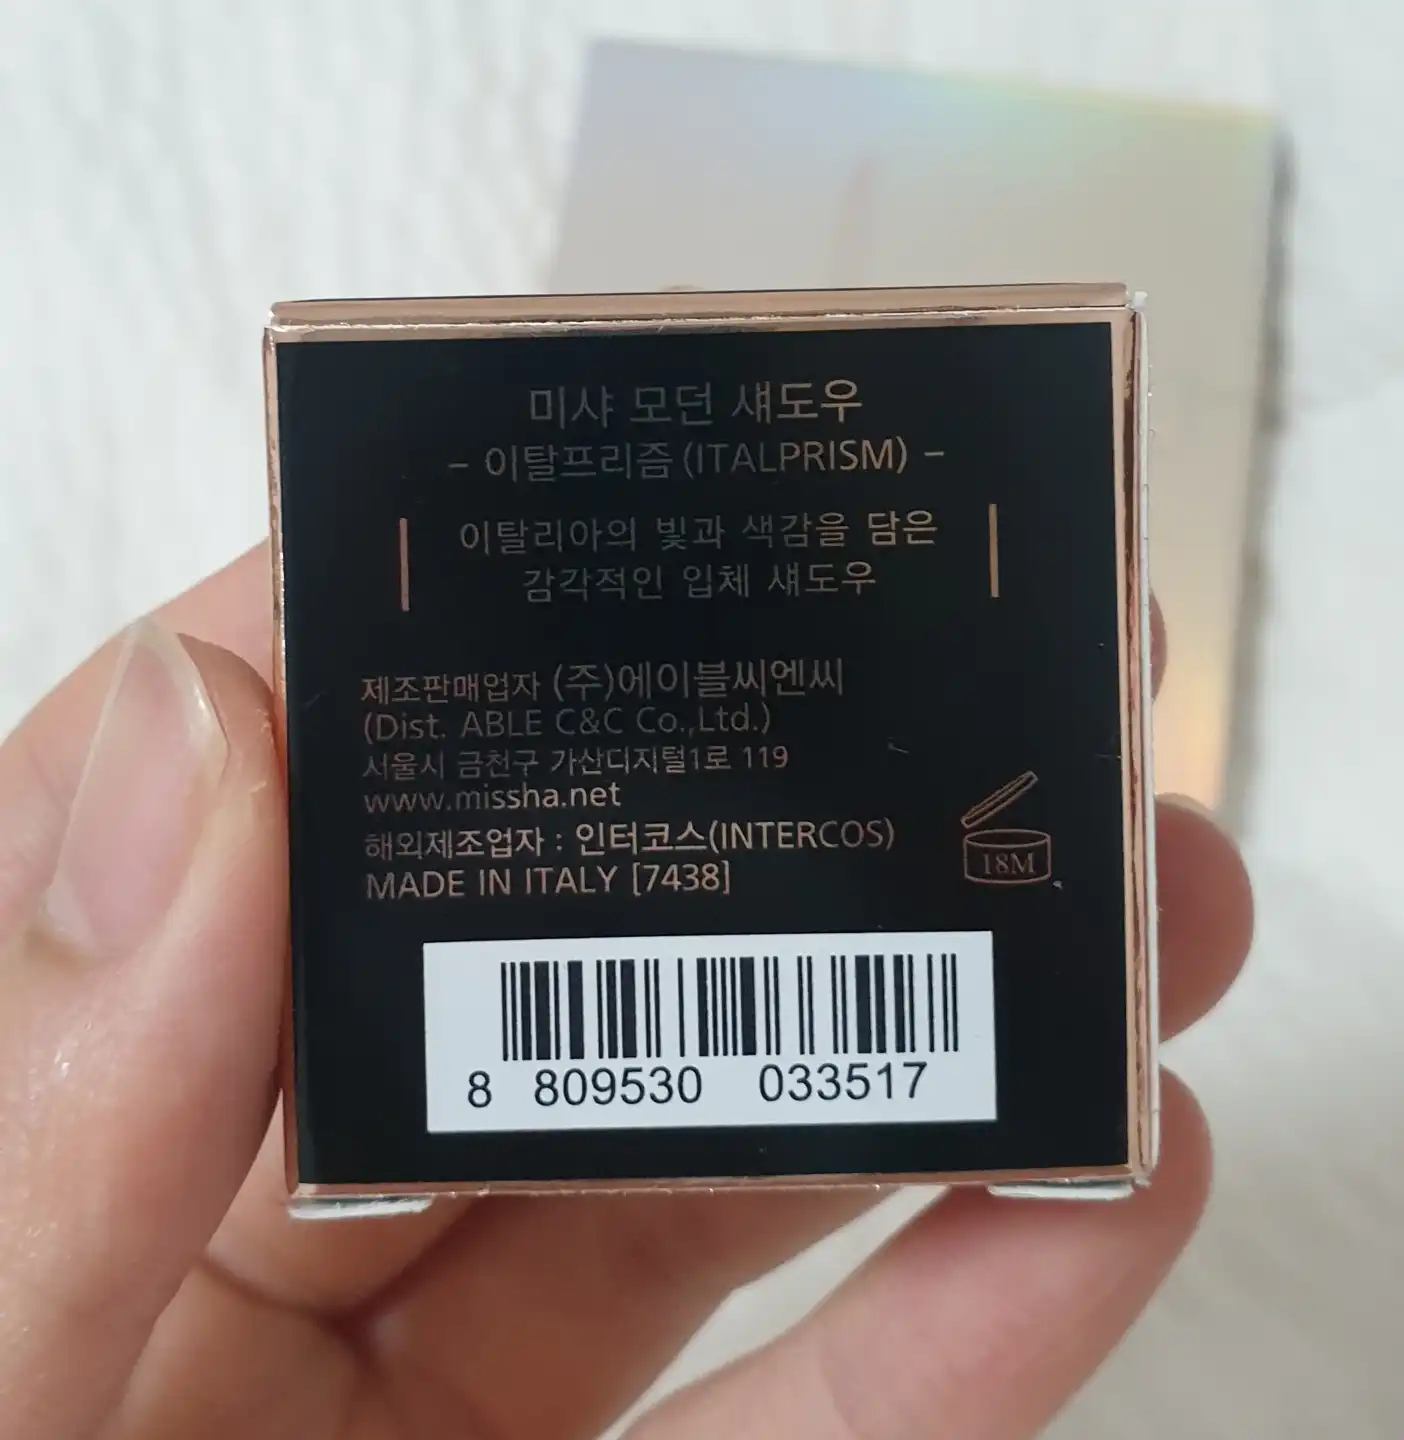 미샤 모던 섀도우
– 이탈프리즘(ITALPRISM) –
이탈리아의 빛과 색감을 담은
감각적인 입체 섀도우
제조판매업자 (주)에이블씨엔씨
(Dist. ABLE C&C Co.,Ltd.)
서울시 금천구 가산디지털1로 119
www.missha.net
해외제조업자 : 인터코스(INTERCOS)
MADE IN ITALY [7438]
18M
8 809530 033517